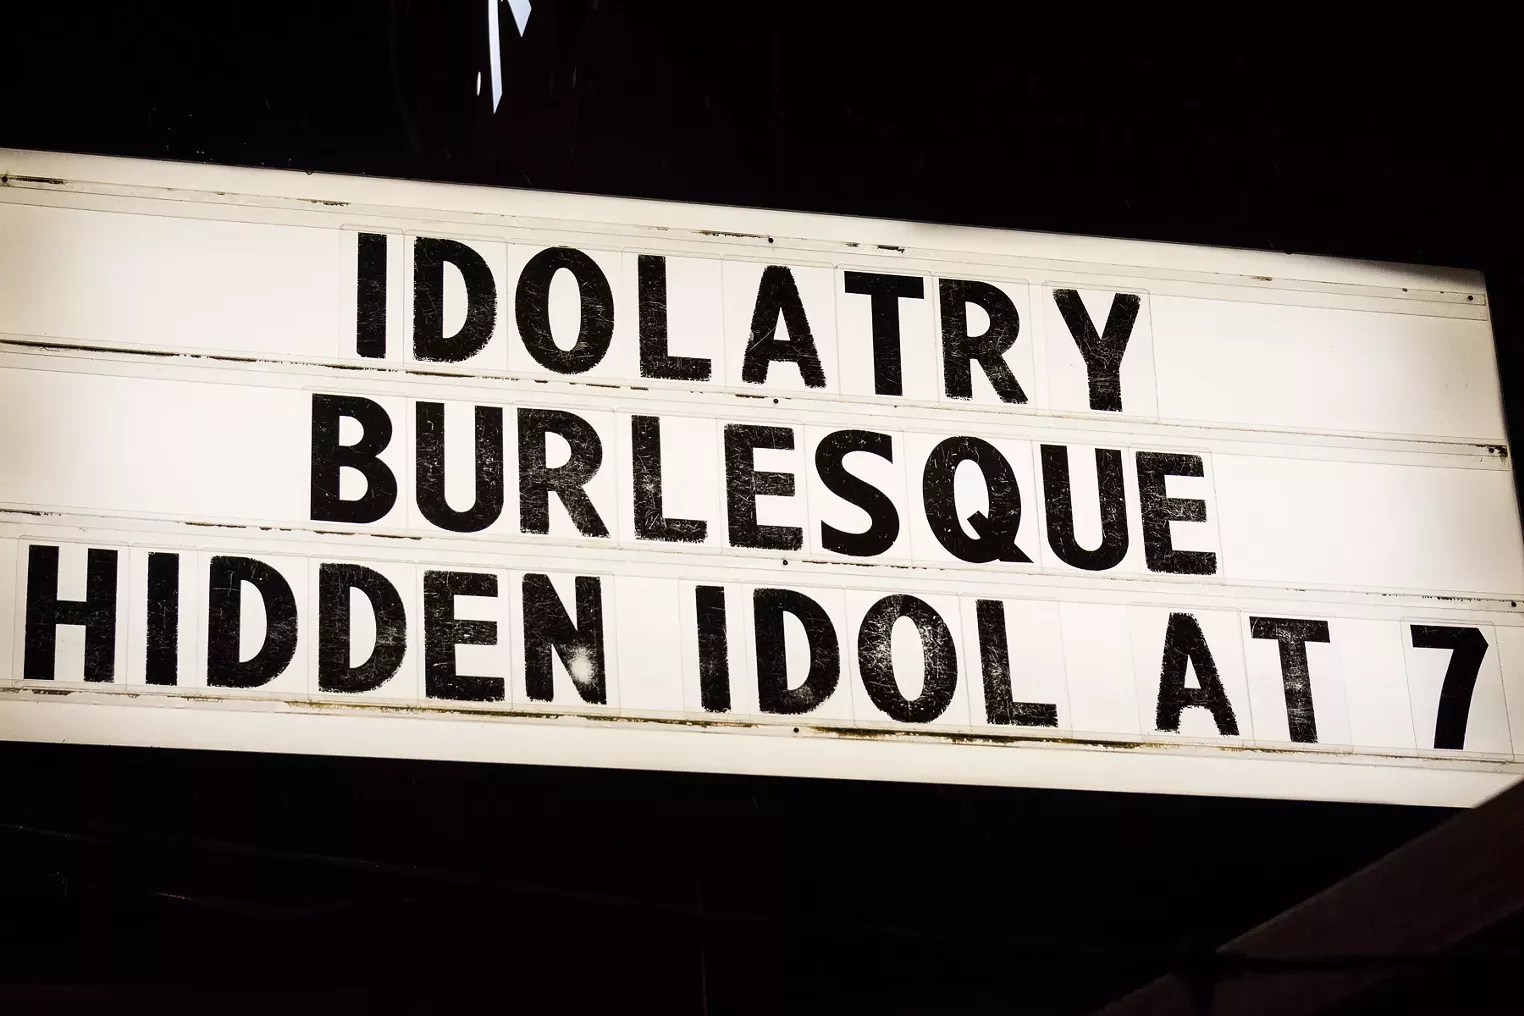 IDOLATRY
BURLESQUE
HIDDEN IDOL AT 7